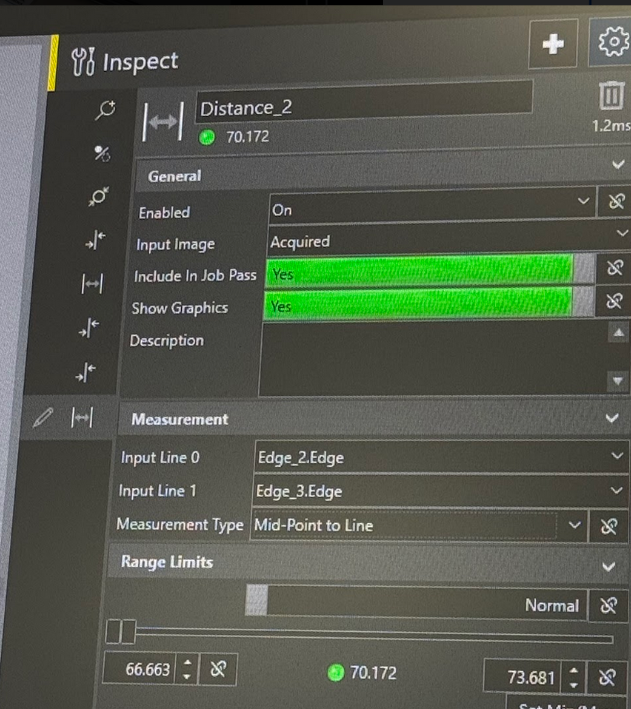 Inspect
Distance_2
70.172
1.2ms
General
Enabled On
Input Image Acquired
Include In Job Pass Yes
Show Graphics Yes
Description
Measurement
Input Line 0 Edge_2.Edge
Input Line 1 Edge_3.Edge
Measurement Type Mid-Point to Line
Range Limits
Normal
66.663 70.172 73.681